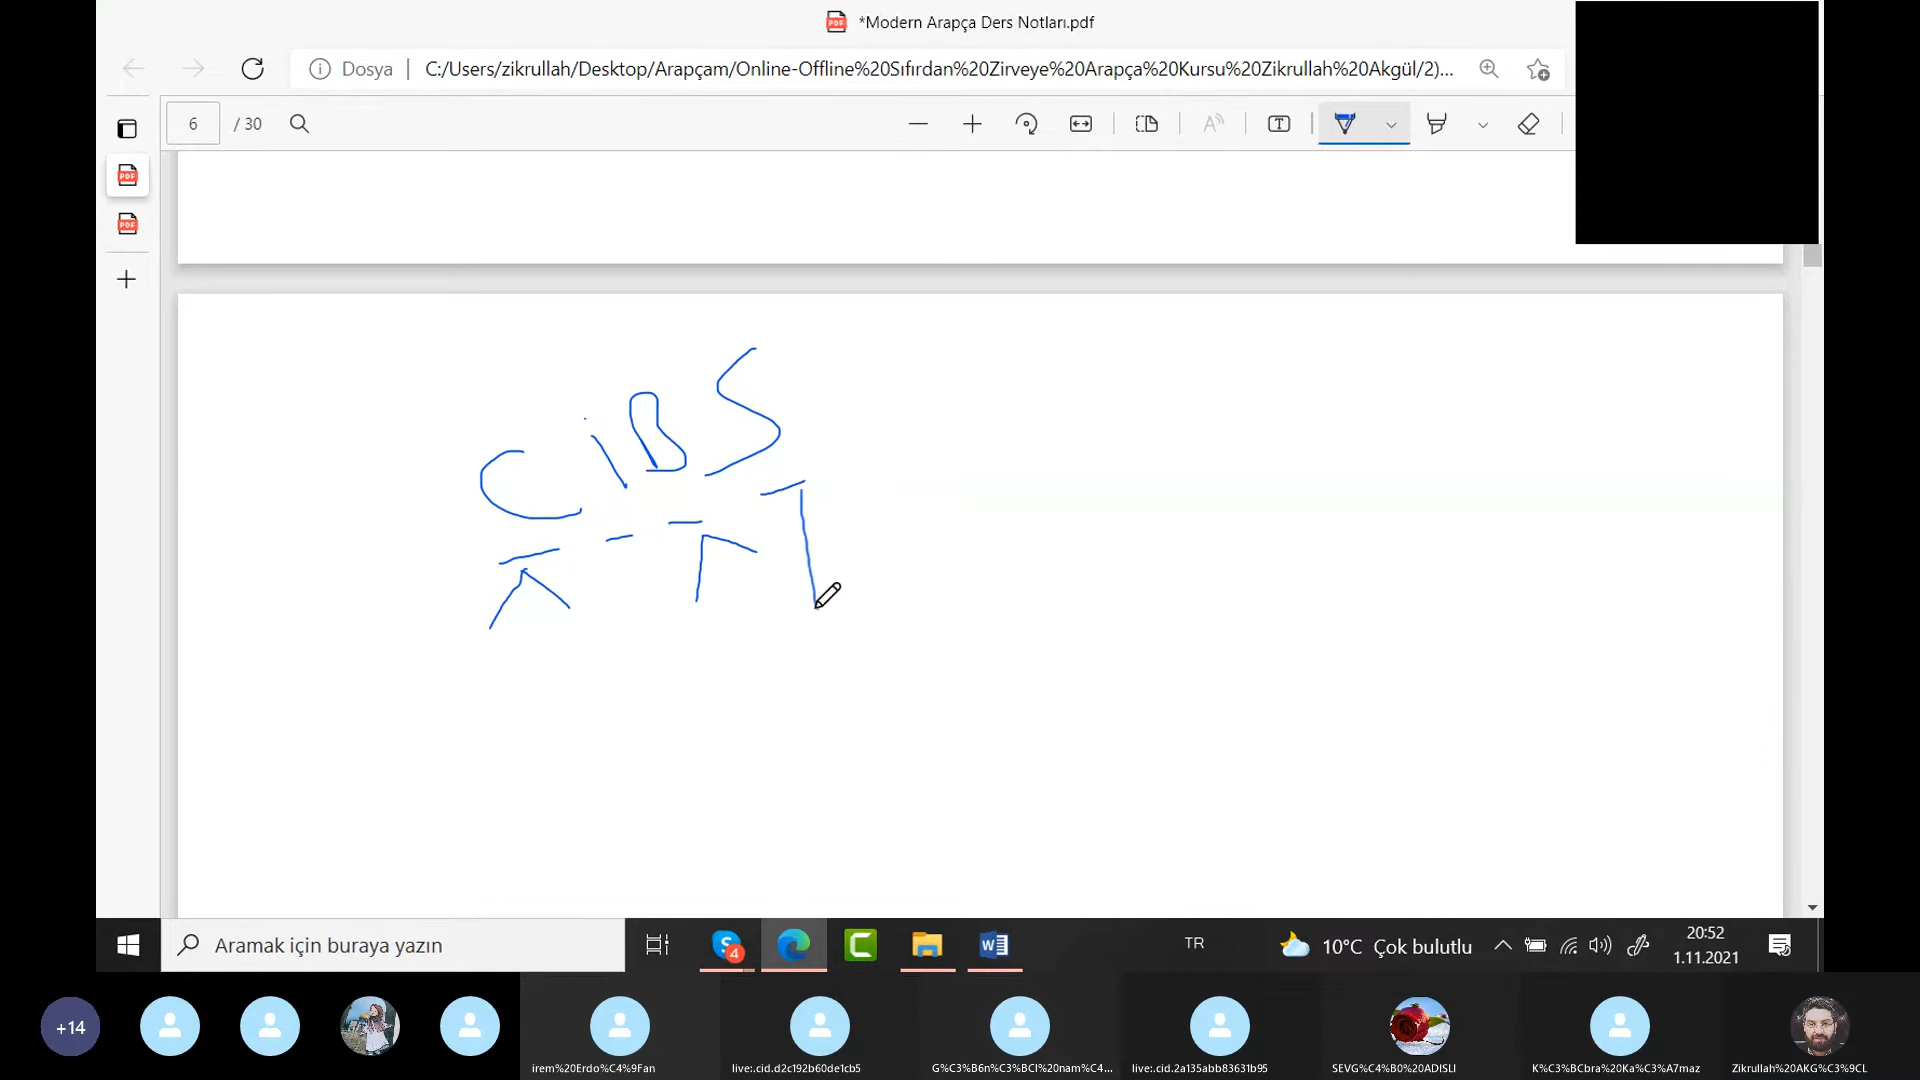 *Modern Arapça Ders Notları.pdf
Dosya | C:/Users/zikrullah/Desktop/Arapçam/Online-Offline%20Sıfırdan%20Zirveye%20Arapça%20Kursu%20Zikrullah%20Akgül/2)...
6 / 30
CiBS
Aramak için buraya yazın
4
TR
10°C Çok bulutlu
20:52
1.11.2021
+14
irem%20Erdo%C4%9Fan
live:.cid.d2c192b60de1cb5
G%C3%B6n%C3%BCl%20nam%C4...
live:.cid.2a135abb83631b95
SEVG%C4%B0%20ADISLI
K%C3%BCbra%20Ka%C3%A7maz
Zikrullah%20AKG%C3%9CL